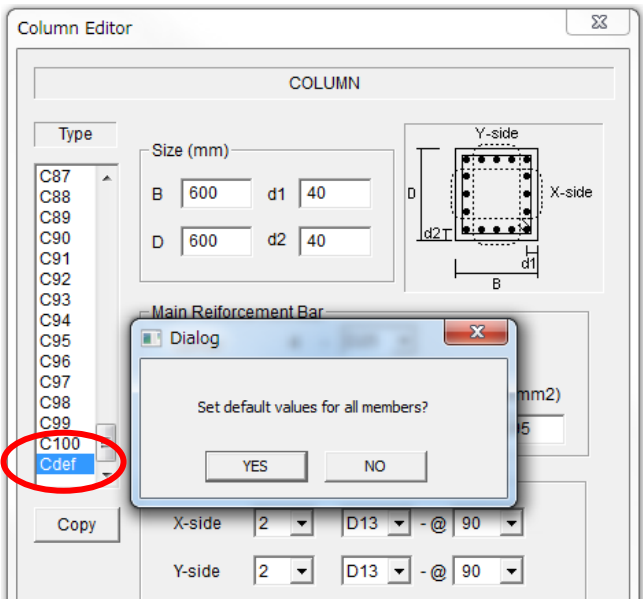 Column Editor
COLUMN
Type
C87
C88
C89
C90
C91
C92
C93
C94
C95
C96
C97
C98
C99
C100
Cdef
Copy
Size (mm)
B 600 d1 40
D 600 d2 40
Y-side
X-side
D
d2
d1
B
Main Reiforcement Bar
mm2)
Dialog
Set default values for all members?
YES NO
X-side 2 D13 - @ 90
Y-side 2 D13 - @ 90